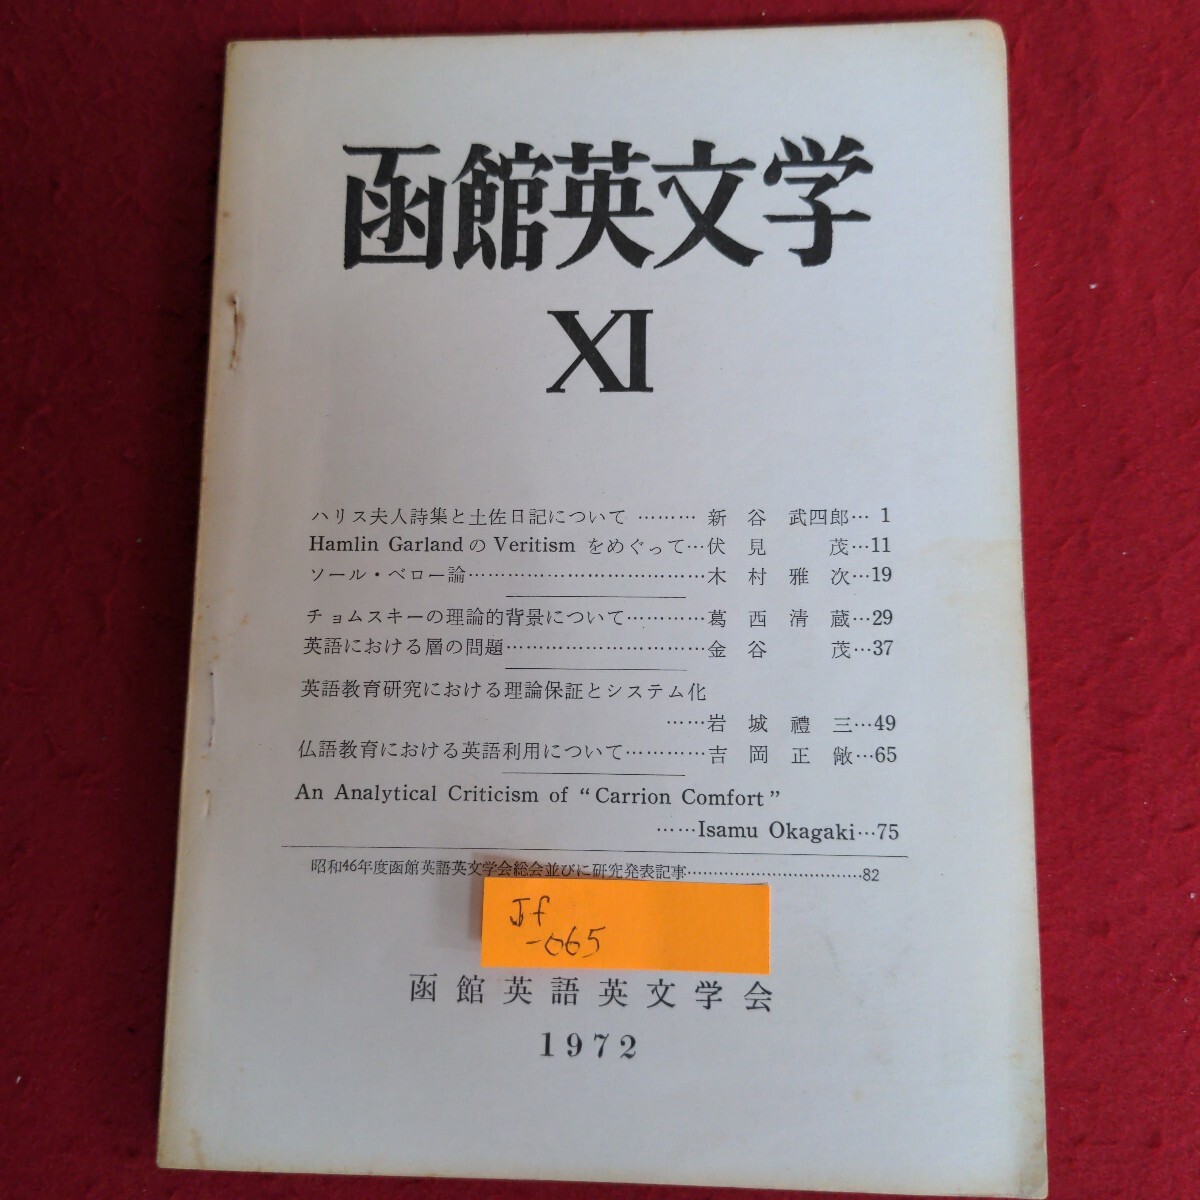 函館英文学
XI
ハリス夫人詩集と土佐日記について ……… 新谷 武四郎… 1
Hamlin Garland の Veritism をめぐって…伏見 茂…11
ソール・ベロー論………………………………木村雅次…19
チョムスキーの理論的背景について…………葛西清蔵…29
英語における層の問題…………………………金谷 茂…37
英語教育研究における理論保証とシステム化
……岩城禮三…49
仏語教育における英語利用について…………吉岡正敞…65
An Analytical Criticism of “Carrion Comfort”
……Isamu Okagaki…75
昭和46年度函館英語英文学会総会並びに研究発表記事……………………………82
Jf
-065
函館英語英文学会
1972